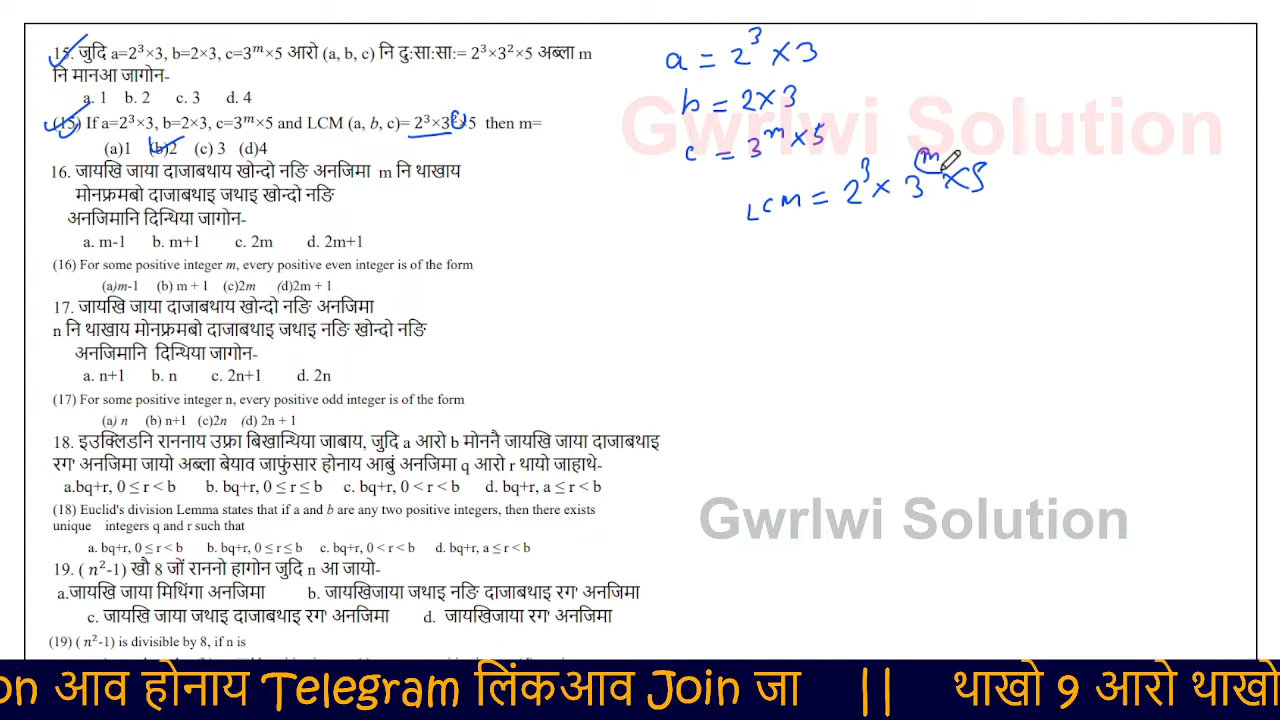 15. जुदि a=2³×3, b=2×3, c=3ᵐ×5 आरो (a, b, c) नि दु:सा:सा:= 2³×3²×5 अब्ला m
नि मानआ जागोन-
a. 1 b. 2 c. 3 d. 4
(15) If a=2³×3, b=2×3, c=3ᵐ×5 and LCM (a, b, c)= 2³×3²×5 then m=
(a)1 (b)2 (c) 3 (d)4
16. जायखि जाया दाजाबथाय खोन्दो नङि अनजिमा m नि थाखाय
मोनफ्रमबो दाजाबथाइ जथाइ खोन्दो नङि
अनजिमानि दिन्थिया जागोन-
a. m-1 b. m+1 c. 2m d. 2m+1
(16) For some positive integer m, every positive even integer is of the form
(a)m-1 (b) m + 1 (c)2m (d)2m + 1
17. जायखि जाया दाजाबथाय खोन्दो नङि अनजिमा
n नि थाखाय मोनफ्रमबो दाजाबथाइ जथाइ नङि खोन्दो नङि
अनजिमानि दिन्थिया जागोन-
a. n+1 b. n c. 2n+1 d. 2n
(17) For some positive integer n, every positive odd integer is of the form
(a) n (b) n+1 (c)2n (d) 2n + 1
18. इउक्लिडनि राननाय उफ्रा बिखान्थिया जाबाय, जुदि a आरो b मोननै जायखि जाया दाजाबथाइ
रग' अनजिमा जायो अब्ला बेयाव जाफुंसार होनाय आबुं अनजिमा q आरो r थायो जाहाथे-
a.bq+r, 0 ≤ r < b b. bq+r, 0 ≤ r ≤ b c. bq+r, 0 < r < b d. bq+r, a ≤ r < b
(18) Euclid's division Lemma states that if a and b are any two positive integers, then there exists
unique integers q and r such that
a. bq+r, 0 ≤ r < b b. bq+r, 0 ≤ r ≤ b c. bq+r, 0 < r < b d. bq+r, a ≤ r < b
19. ( n²-1) खौ 8 जों राननो हागोन जुदि n आ जायो-
a.जायखि जाया मिथिंगा अनजिमा b. जायखिजाया जथाइ नङि दाजाबथाइ रग' अनजिमा
c. जायखि जाया जथाइ दाजाबथाइ रग' अनजिमा d. जायखिजाया रग' अनजिमा
(19) ( n²-1) is divisible by 8, if n is
a = 2³ × 3
b = 2 × 3
c = 3ᵐ × 5
LCM = 2³ × 3ᵐ × 5
Gwrlwi Solution
Gwrlwi Solution
on आव होनाय Telegram लिंकआव Join जा || थाखो 9 आरो थाखो